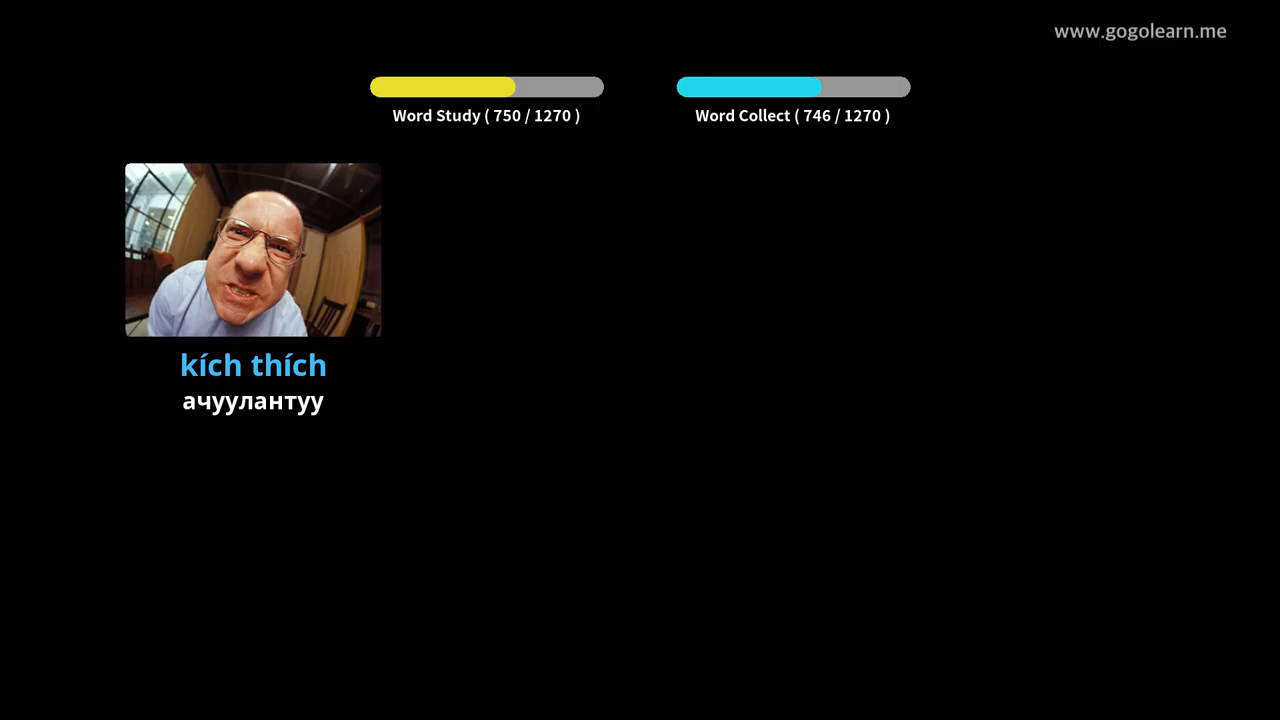 www.gogolearn.me
Word Study ( 750 / 1270 )
Word Collect ( 746 / 1270 )
kích thích
ачуулантуу